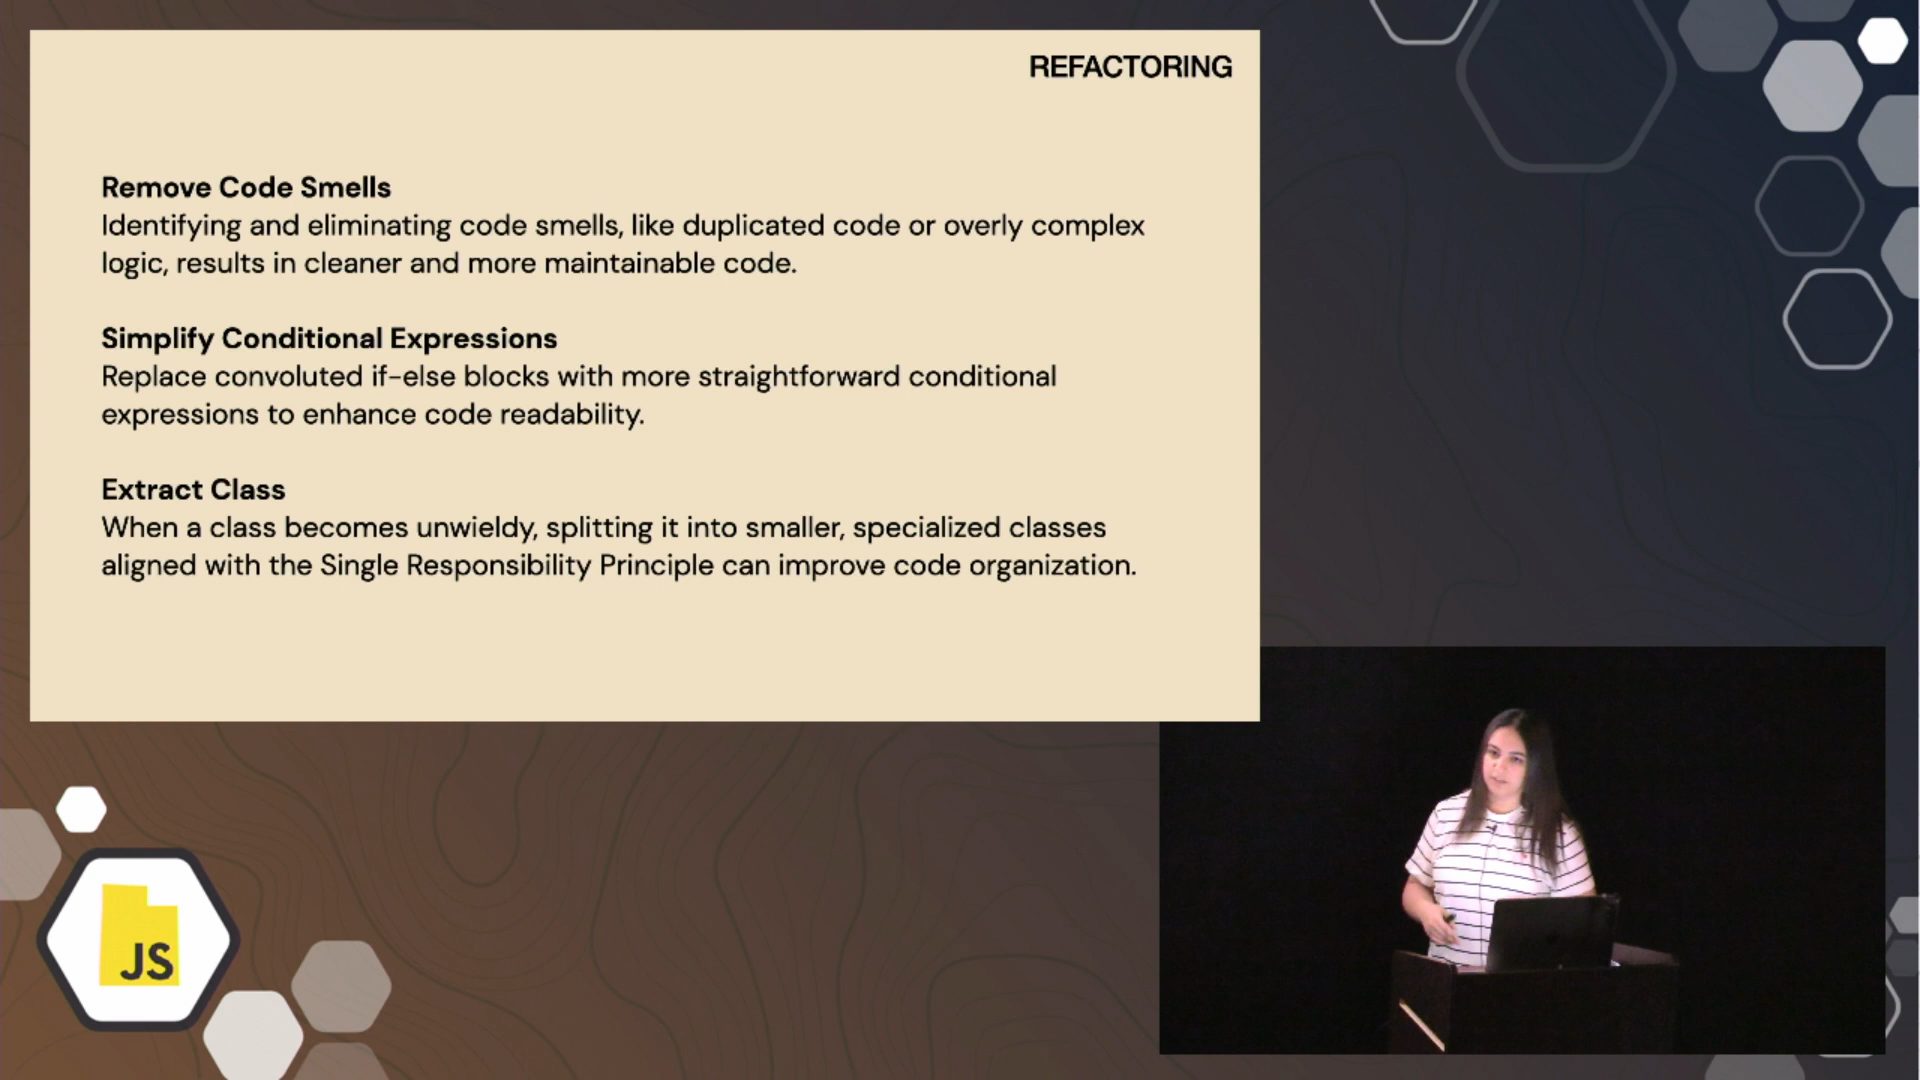 REFACTORING
Remove Code Smells
Identifying and eliminating code smells, like duplicated code or overly complex
logic, results in cleaner and more maintainable code.
Simplify Conditional Expressions
Replace convoluted if-else blocks with more straightforward conditional
expressions to enhance code readability.
Extract Class
When a class becomes unwieldy, splitting it into smaller, specialized classes
aligned with the Single Responsibility Principle can improve code organization.
JS